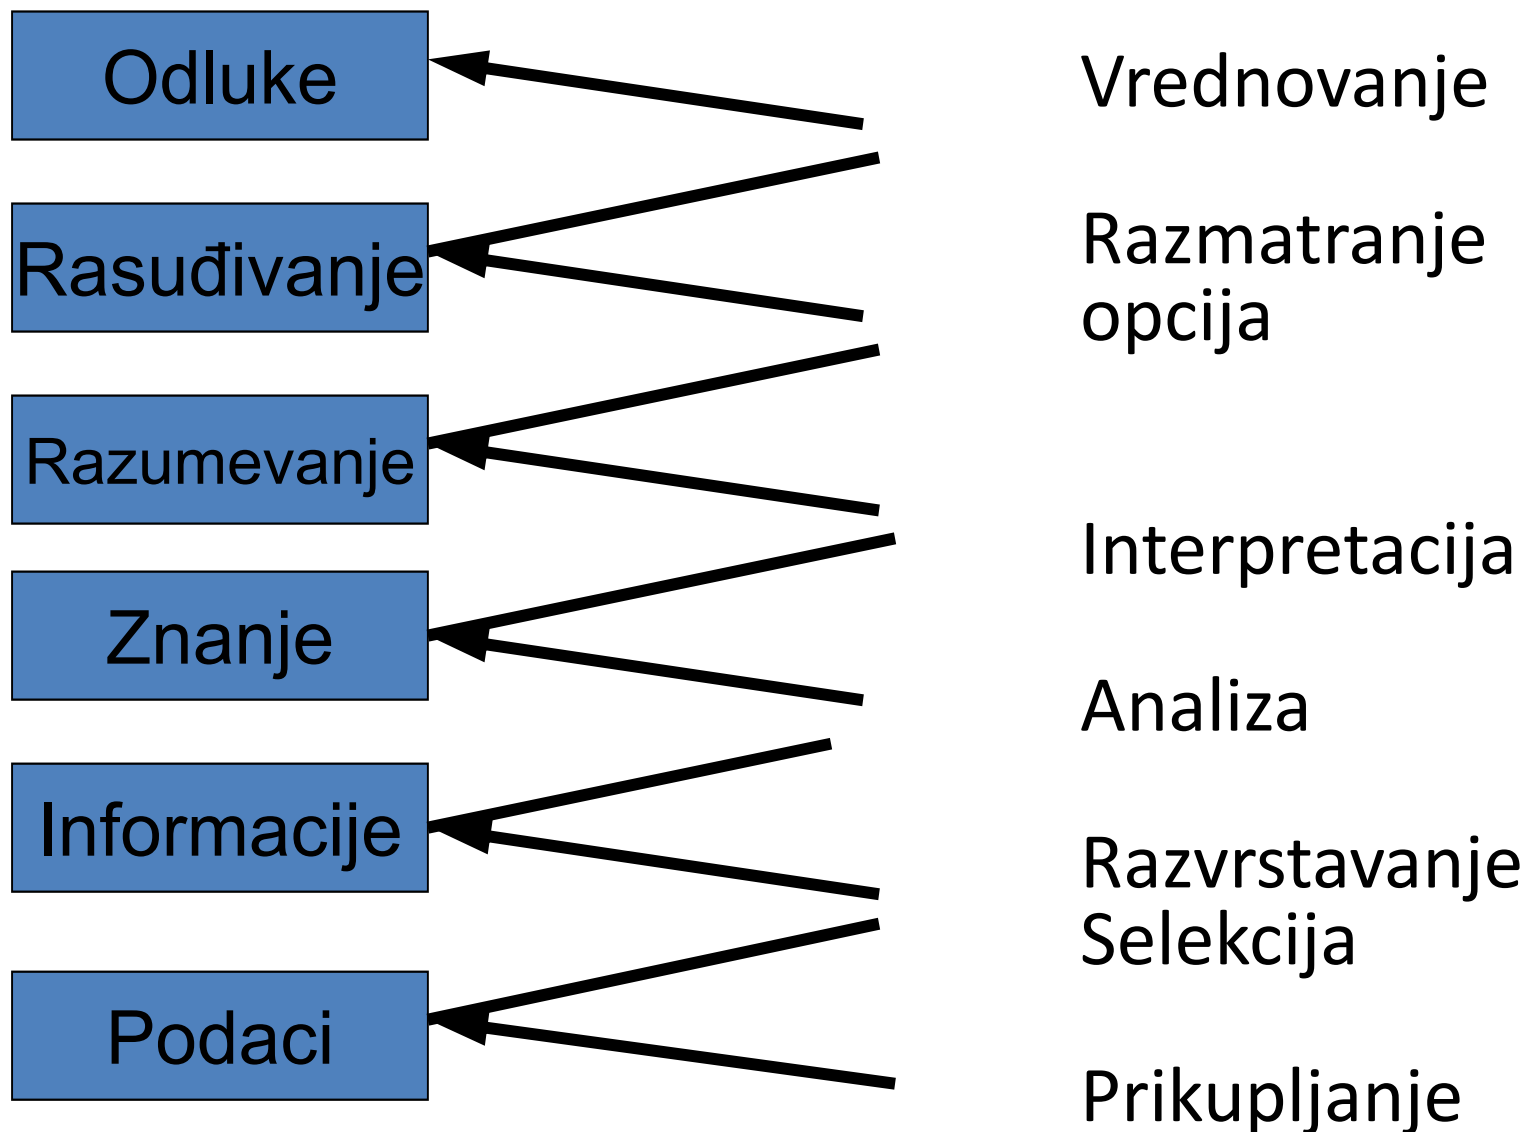 Odluke
Vrednovanje
Rasuđivanje
Razmatranje
opcija
Razumevanje
Interpretacija
Znanje
Analiza
Informacije
Razvrstavanje
Selekcija
Podaci
Prikupljanje